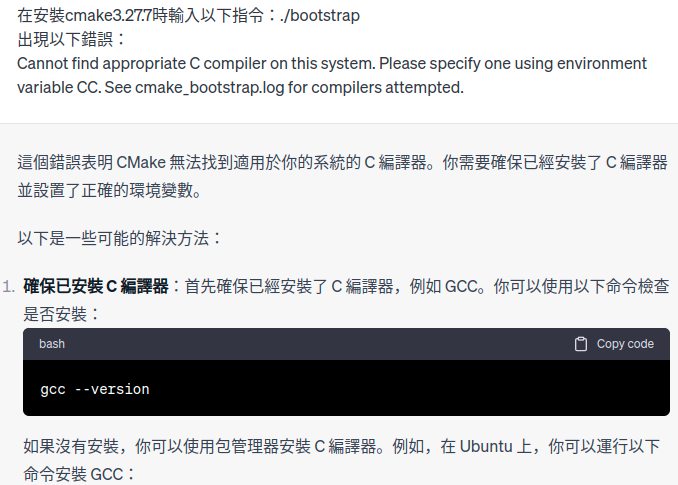 在安裝cmake3.27.7時輸入以下指令：./bootstrap
出現以下錯誤：
Cannot find appropriate C compiler on this system. Please specify one using environment
variable CC. See cmake_bootstrap.log for compilers attempted.
這個錯誤表明 CMake 無法找到適用於你的系統的 C 編譯器。你需要確保已經安裝了 C 編譯器
並設置了正確的環境變數。
以下是一些可能的解決方法：
1. 確保已安裝 C 編譯器：首先確保已經安裝了 C 編譯器，例如 GCC。你可以使用以下命令檢查
是否安裝：
bash Copy code
gcc --version
如果沒有安裝，你可以使用包管理器安裝 C 編譯器。例如，在 Ubuntu 上，你可以運行以下
命令安裝 GCC：